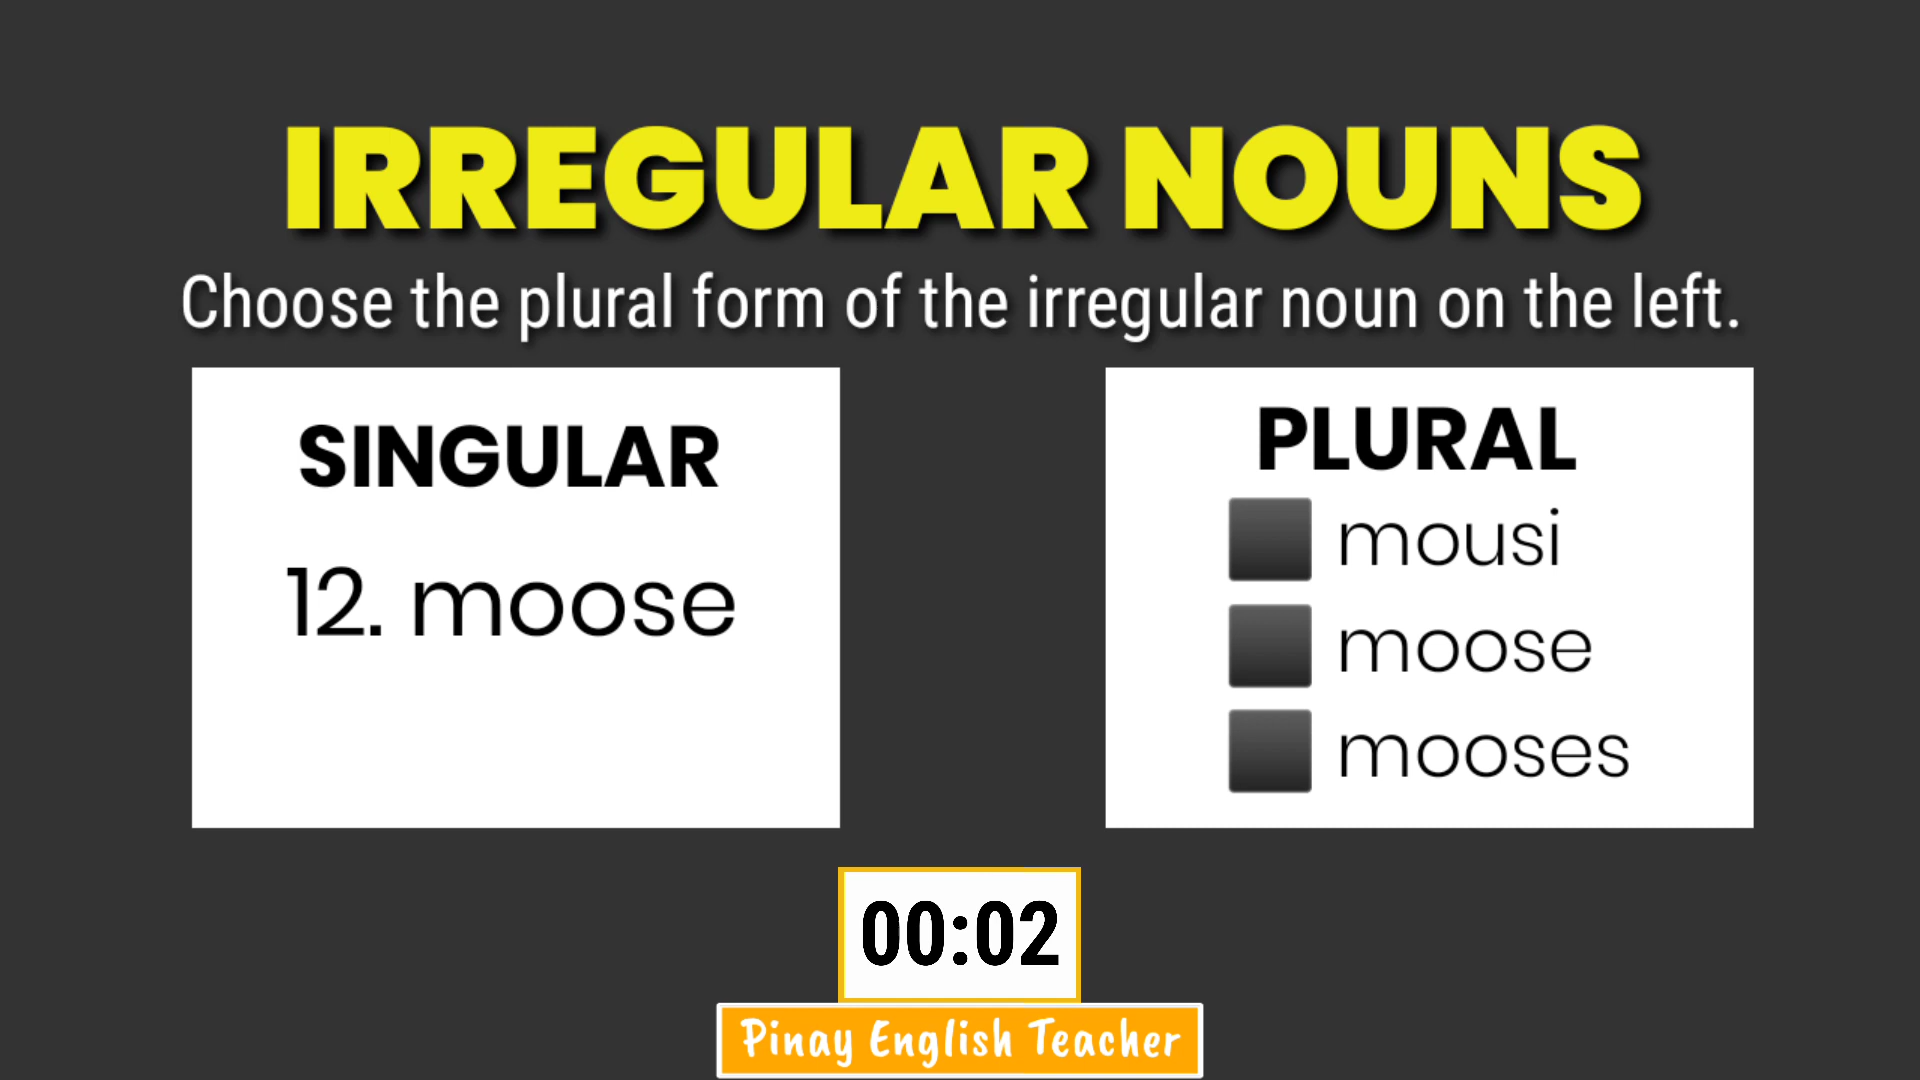 IRREGULAR NOUNS
Choose the plural form of the irregular noun on the left.
SINGULAR
12. moose
PLURAL
mousi
moose
mooses
00:02
Pinay English Teacher